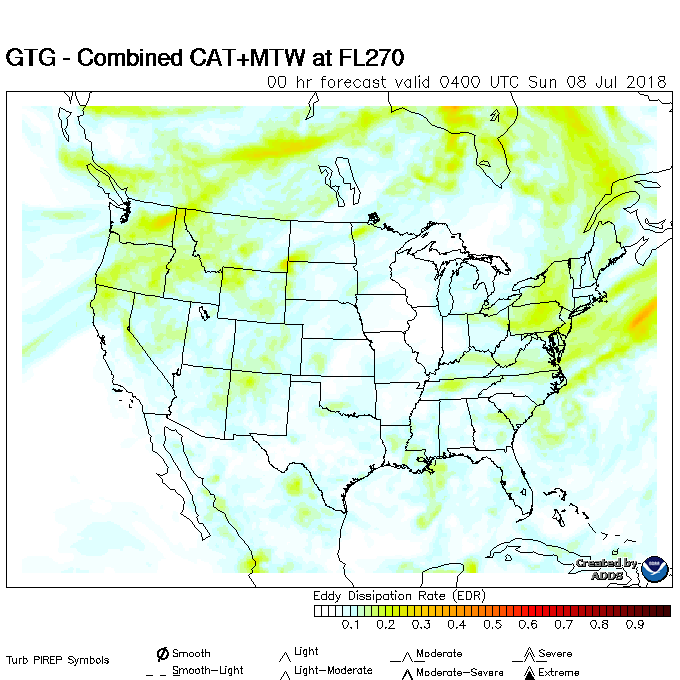 GTG - Combined CAT+MTW at FL270
00 hr forecast valid 0400 UTC Sun 08 Jul 2018
Created by
ADDS
NOAA
Eddy Dissipation Rate (EDR)
0.1 0.2 0.3 0.4 0.5 0.6 0.7 0.8 0.9
Turb PIREP Symbols
Smooth Light Moderate Severe
Smooth-Light Light-Moderate Moderate-Severe Extreme